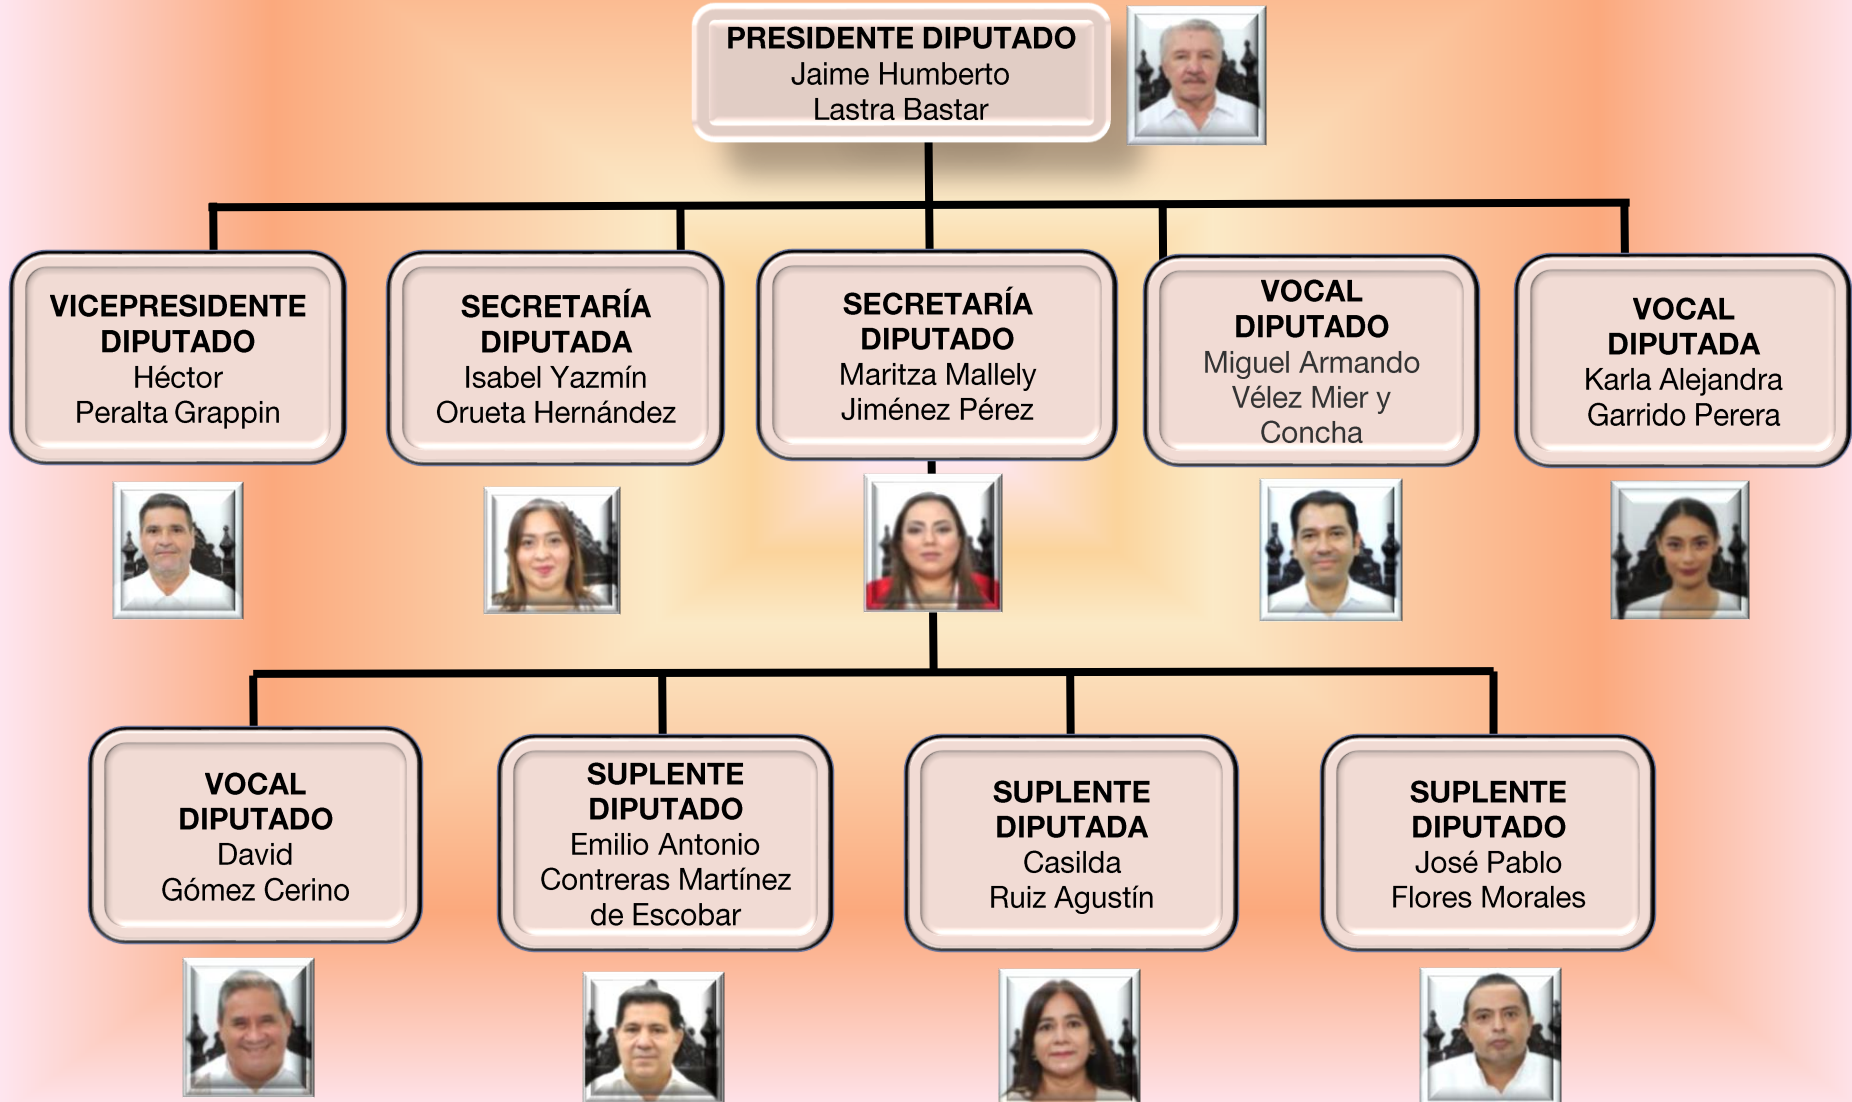 PRESIDENTE DIPUTADO
Jaime Humberto
Lastra Bastar
VICEPRESIDENTE
DIPUTADO
Héctor
Peralta Grappin
SECRETARÍA
DIPUTADA
Isabel Yazmín
Orueta Hernández
SECRETARÍA
DIPUTADO
Maritza Mallely
Jiménez Pérez
VOCAL
DIPUTADO
Miguel Armando
Vélez Mier y
Concha
VOCAL
DIPUTADA
Karla Alejandra
Garrido Perera
VOCAL
DIPUTADO
David
Gómez Cerino
SUPLENTE
DIPUTADO
Emilio Antonio
Contreras Martínez
de Escobar
SUPLENTE
DIPUTADA
Casilda
Ruiz Agustín
SUPLENTE
DIPUTADO
José Pablo
Flores Morales